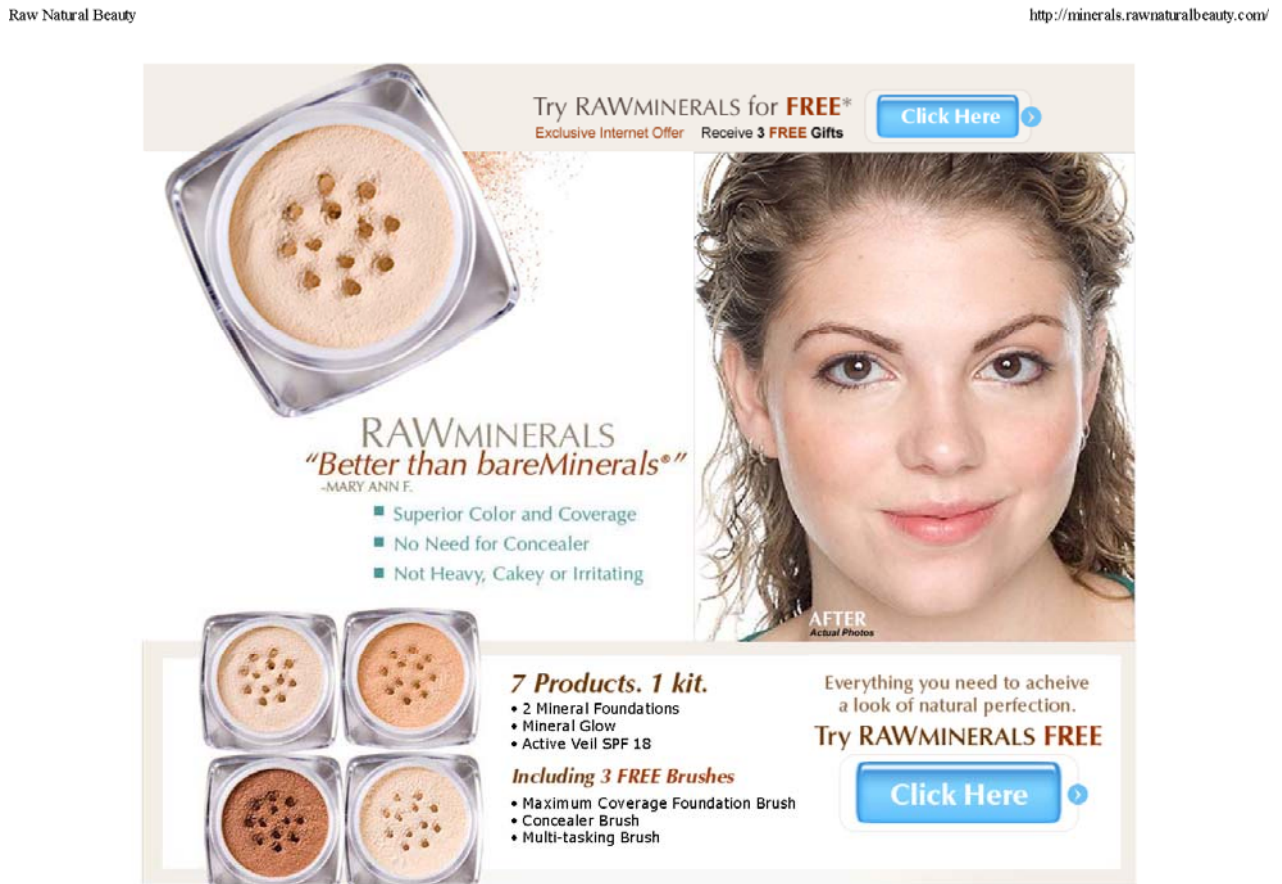 Raw Natural Beauty
http://minerals.rawnaturalbeauty.com/
Try RAWMINERALS for FREE*
Exclusive Internet Offer Receive 3 FREE Gifts
Click Here
RAWMINERALS
“Better than bareMinerals®”
-MARY ANN F.
Superior Color and Coverage
No Need for Concealer
Not Heavy, Cakey or Irritating
AFTER
Actual Photos
7 Products. 1 kit.
• 2 Mineral Foundations
• Mineral Glow
• Active Veil SPF 18
Including 3 FREE Brushes
• Maximum Coverage Foundation Brush
• Concealer Brush
• Multi-tasking Brush
Everything you need to acheive
a look of natural perfection.
Try RAWMINERALS FREE
Click Here